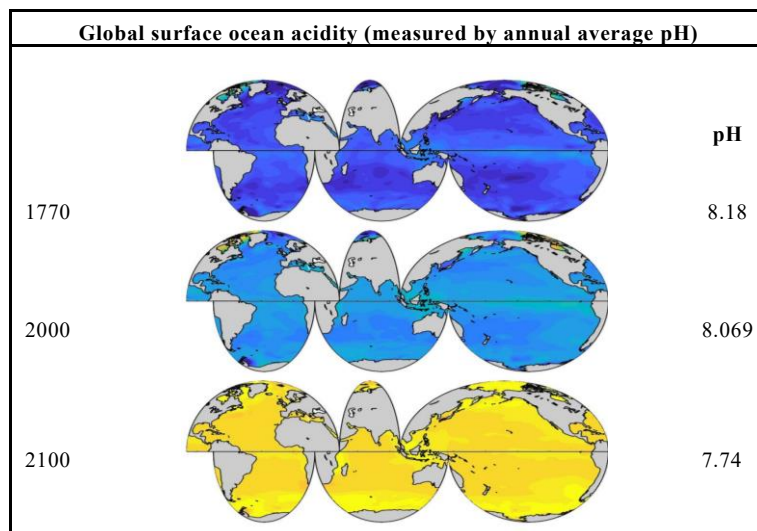 Global surface ocean acidity (measured by annual average pH)
pH
1770 8.18
2000 8.069
2100 7.74